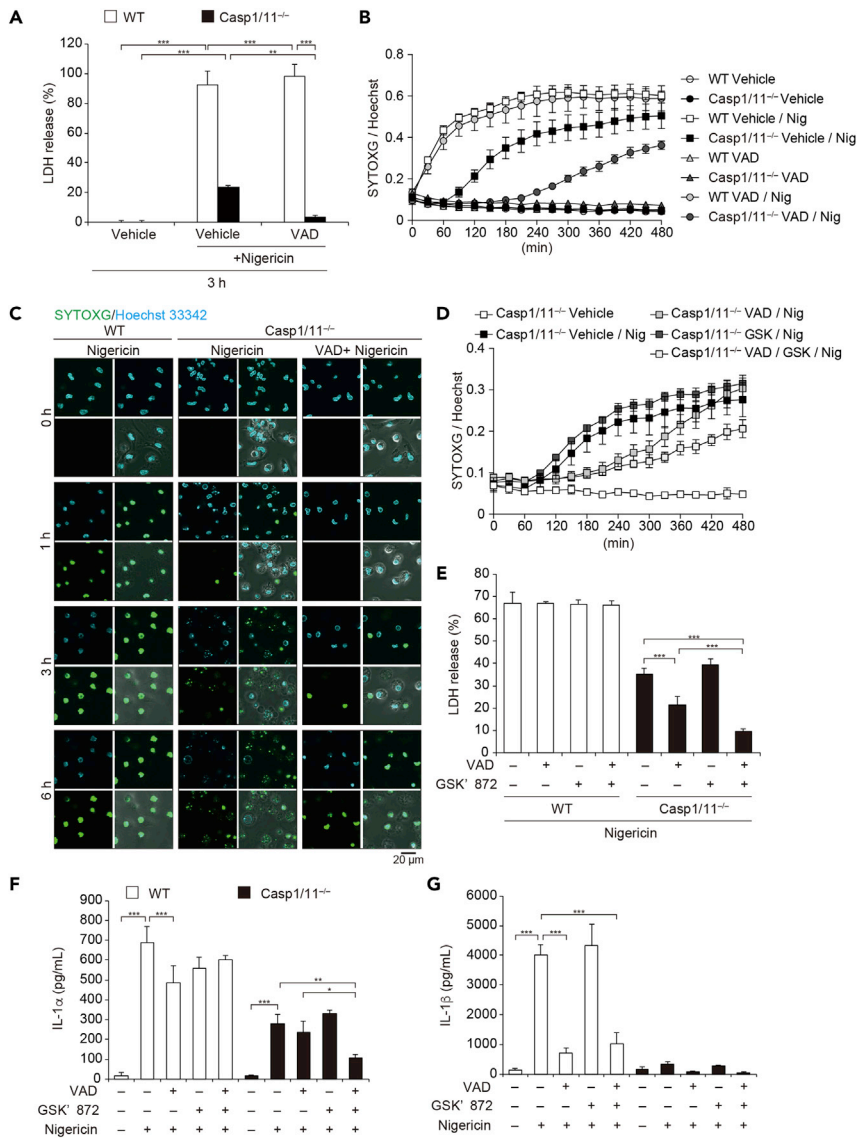 A
WT
Casp1/11–/–
***
***
***
***
**
LDH release (%)
120
100
80
60
40
20
0
Vehicle
Vehicle
VAD
+Nigericin
3 h
B
SYTOXG / Hoechst
0.8
0.6
0.4
0.2
0
0
60
120
180
240
300
360
420
480
(min)
WT Vehicle
Casp1/11–/– Vehicle
WT Vehicle / Nig
Casp1/11–/– Vehicle / Nig
WT VAD
Casp1/11–/– VAD
WT VAD / Nig
Casp1/11–/– VAD / Nig
C
SYTOXG/Hoechst 33342
WT
Casp1/11–/–
Nigericin
Nigericin
VAD+ Nigericin
0 h
1 h
3 h
6 h
20 μm
D
Casp1/11–/– Vehicle
Casp1/11–/– VAD / Nig
Casp1/11–/– Vehicle / Nig
Casp1/11–/– GSK / Nig
Casp1/11–/– VAD / GSK / Nig
SYTOXG / Hoechst
0.4
0.3
0.2
0.1
0
0
60
120
180
240
300
360
420
480
(min)
E
LDH release (%)
80
70
60
50
40
30
20
10
0
***
***
***
VAD – + – + – + – +
GSK' 872 – – + + – – + +
WT
Casp1/11–/–
Nigericin
F
WT
Casp1/11–/–
IL-1α (pg/mL)
900
800
700
600
500
400
300
200
100
0
***
***
***
**
*
VAD – – + – + – – + – +
GSK' 872 – – – + + – – – + +
Nigericin – + + + + – + + + +
G
IL-1β (pg/mL)
6000
5000
4000
3000
2000
1000
0
***
***
***
VAD – – + – + – – + – +
GSK' 872 – – – + + – – – + +
Nigericin – + + + + – + + + +